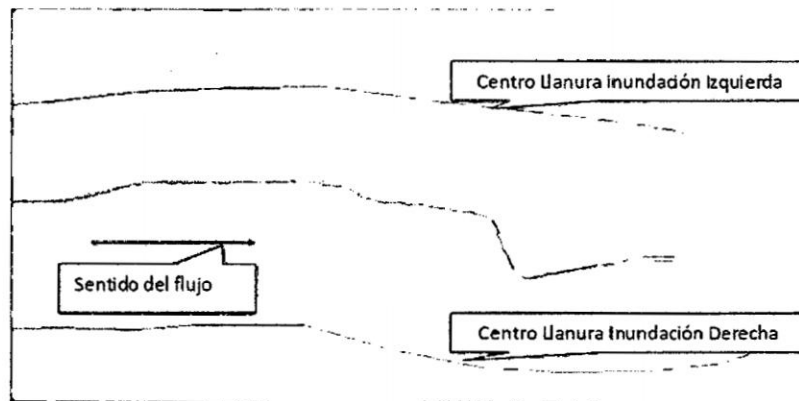 Centro Llanura Inundación Izquierda
Sentido del flujo
Centro Llanura Inundación Derecha